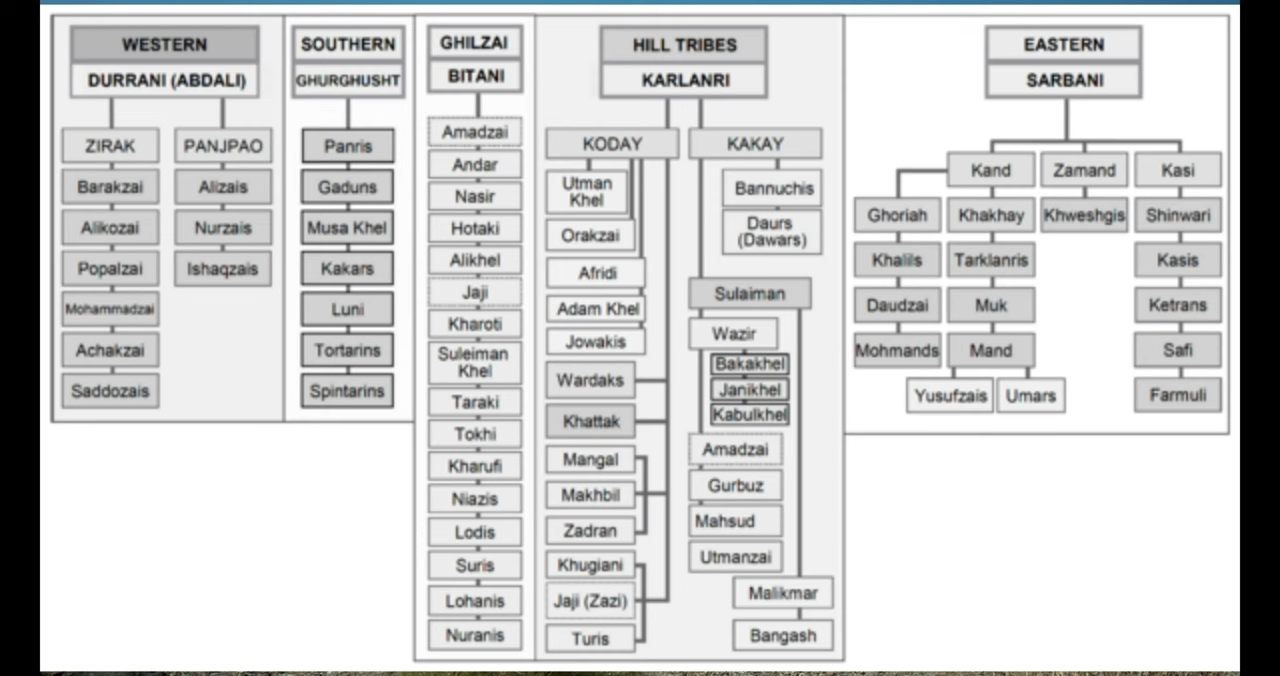 WESTERN
DURRANI (ABDALI)
ZIRAK
Barakzai
Alikozai
Popalzai
Mohammadzai
Achakzai
Saddozais
PANJPAO
Alizais
Nurzais
Ishaqzais
SOUTHERN
GHURGHUSHT
Panris
Gaduns
Musa Khel
Kakars
Luni
Tortarins
Spintarins
GHILZAI
BITANI
Amadzai
Andar
Nasir
Hotaki
Alikhel
Jaji
Kharoti
Suleiman
Khel
Taraki
Tokhi
Kharufi
Niazis
Lodis
Suris
Lohanis
Nuranis
HILL TRIBES
KARLANRI
KODAY
Utman
Khel
Orakzai
Afridi
Adam Khel
Jowakis
Wardaks
Khattak
Mangal
Makhbil
Zadran
Khugiani
Jaji (Zazi)
Turis
KAKAY
Bannuchis
Daurs
(Dawars)
Sulaiman
Wazir
Bakakhel
Janikhel
Kabulkhel
Amadzai
Gurbuz
Mahsud
Utmanzai
Malikmar
Bangash
EASTERN
SARBANI
Kand
Zamand
Kasi
Ghoriah
Khalils
Daudzai
Mohmands
Khakhay
Tarklanris
Muk
Mand
Yusufzais
Umars
Khweshgis
Shinwari
Kasis
Ketrans
Safi
Farmuli